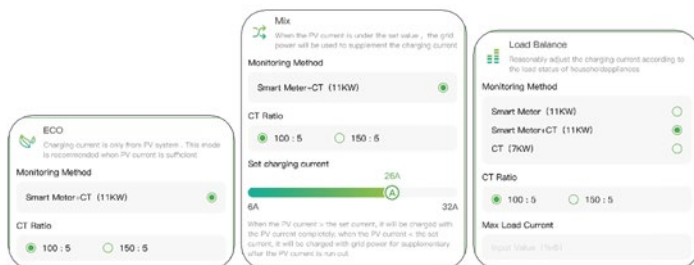 ECO
Charging current is only from PV system . This mode
is recommended when PV current is sufficient
Monitoring Method
Smart Meter+CT (11KW)
CT Ratio
100 : 5
150 : 5
Mix
When the PV current is under the set value , the grid
power will be used to supplement the charging current
Monitoring Method
Smart Meter+CT (11KW)
CT Ratio
100 : 5
150 : 5
Set charging current
26A
A
6A
32A
When the PV current > the set current, it will be charged with
the PV current completely, when the PV current < the set
current, it will be charged with grid power for supplementary
after the PV current is run out
Load Balance
Reasonably adjust the charging current according to
the load status of householdappliances
Monitoring Method
Smart Meter (11KW)
Smart Meter+CT (11KW)
CT (7KW)
CT Ratio
100 : 5
150 : 5
Max Load Current
Input Value